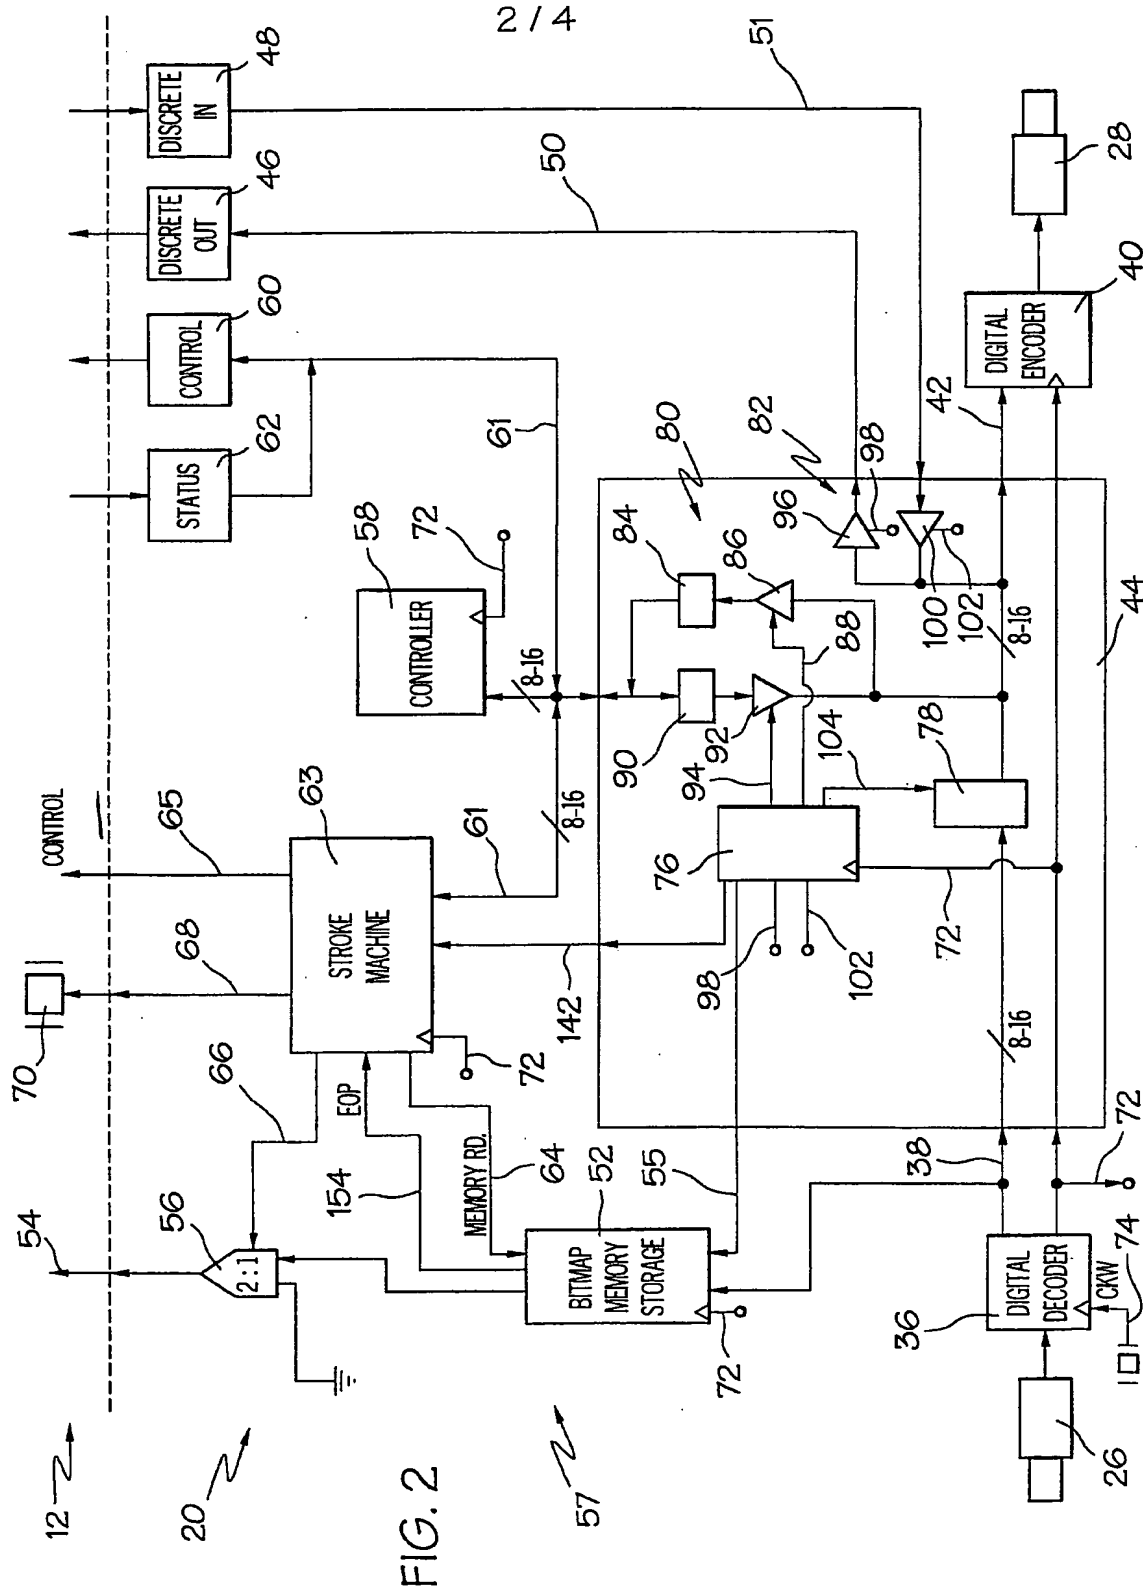 2 / 4
12
54
70
CONTROL
20
56
2:1
66
68
65
STATUS
62
CONTROL
60
DISCRETE
OUT
46
DISCRETE
IN
48
154
EOP
STROKE
MACHINE
63
72
MEMORY RD.
64
142
61
8-16
CONTROLLER
58
72
8-16
61
50
51
57
BITMAP
MEMORY
STORAGE
52
72
55
76
98
102
94
90
92
84
86
88
80
82
96
98
100
102
104
78
72
8-16
8-16
44
42
DIGITAL
ENCODER
40
28
38
72
DIGITAL
DECODER
36
CKW
74
26
FIG. 2